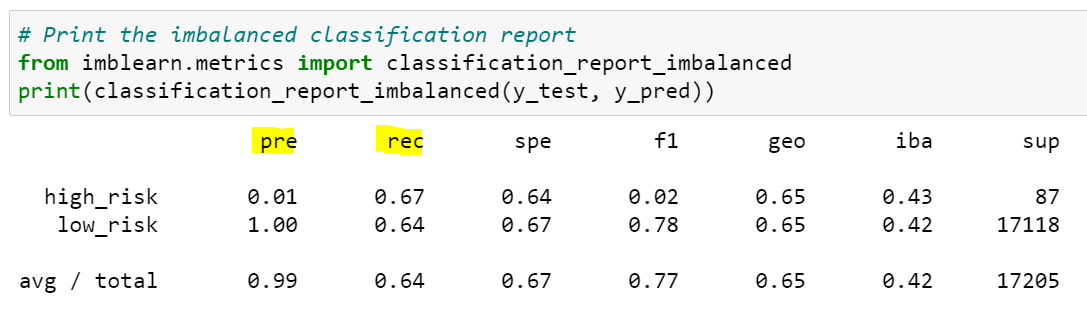 # Print the imbalanced classification report
from imblearn.metrics import classification_report_imbalanced
print(classification_report_imbalanced(y_test, y_pred))
pre rec spe f1 geo iba sup
high_risk 0.01 0.67 0.64 0.02 0.65 0.43 87
low_risk 1.00 0.64 0.67 0.78 0.65 0.42 17118
avg / total 0.99 0.64 0.67 0.77 0.65 0.42 17205